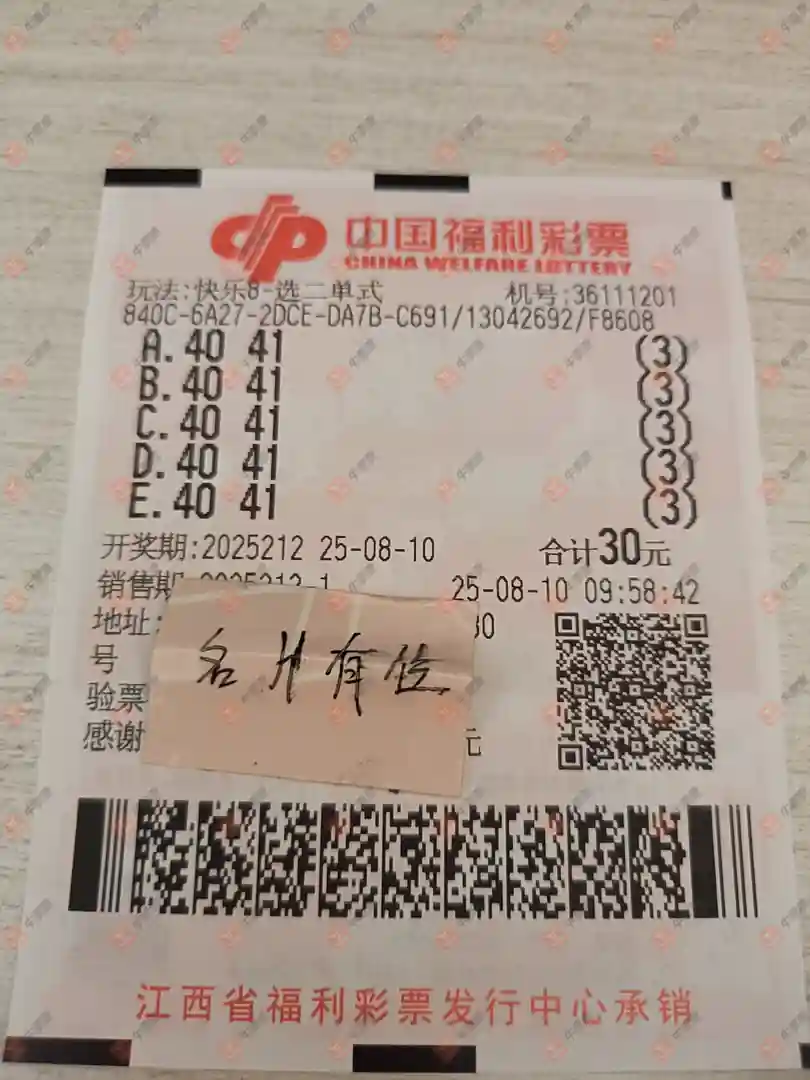 中国福利彩票
CHINA WELFARE LOTTERY
玩法:快乐8-选二单式 机号:36111201
840C-6A27-2DCE-DA7B-C691/13042692/F8608
A.40 41 (3)
B.40 41 (3)
C.40 41 (3)
D.40 41 (3)
E.40 41 (3)
开奖期:2025212 25-08-10 合计30元
销售期 25-08-10 09:58:42
地址:
号
验票
感谢 元
名片有位
江西省福利彩票发行中心承销